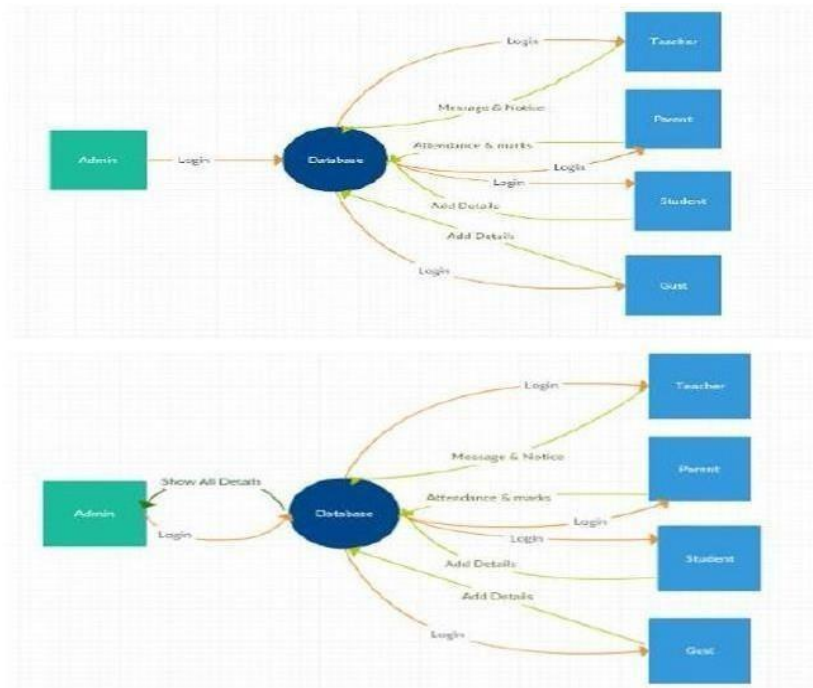 Login
Teacher
Message & Notice
Parent
Attendance & marks
Admin
Login
Database
Login
Login
Student
Add Details
Add Details
Login
Gust
Login
Teacher
Message & Notice
Show All Details
Parent
Attendance & marks
Admin
Database
Login
Login
Login
Student
Add Details
Add Details
Login
Gest